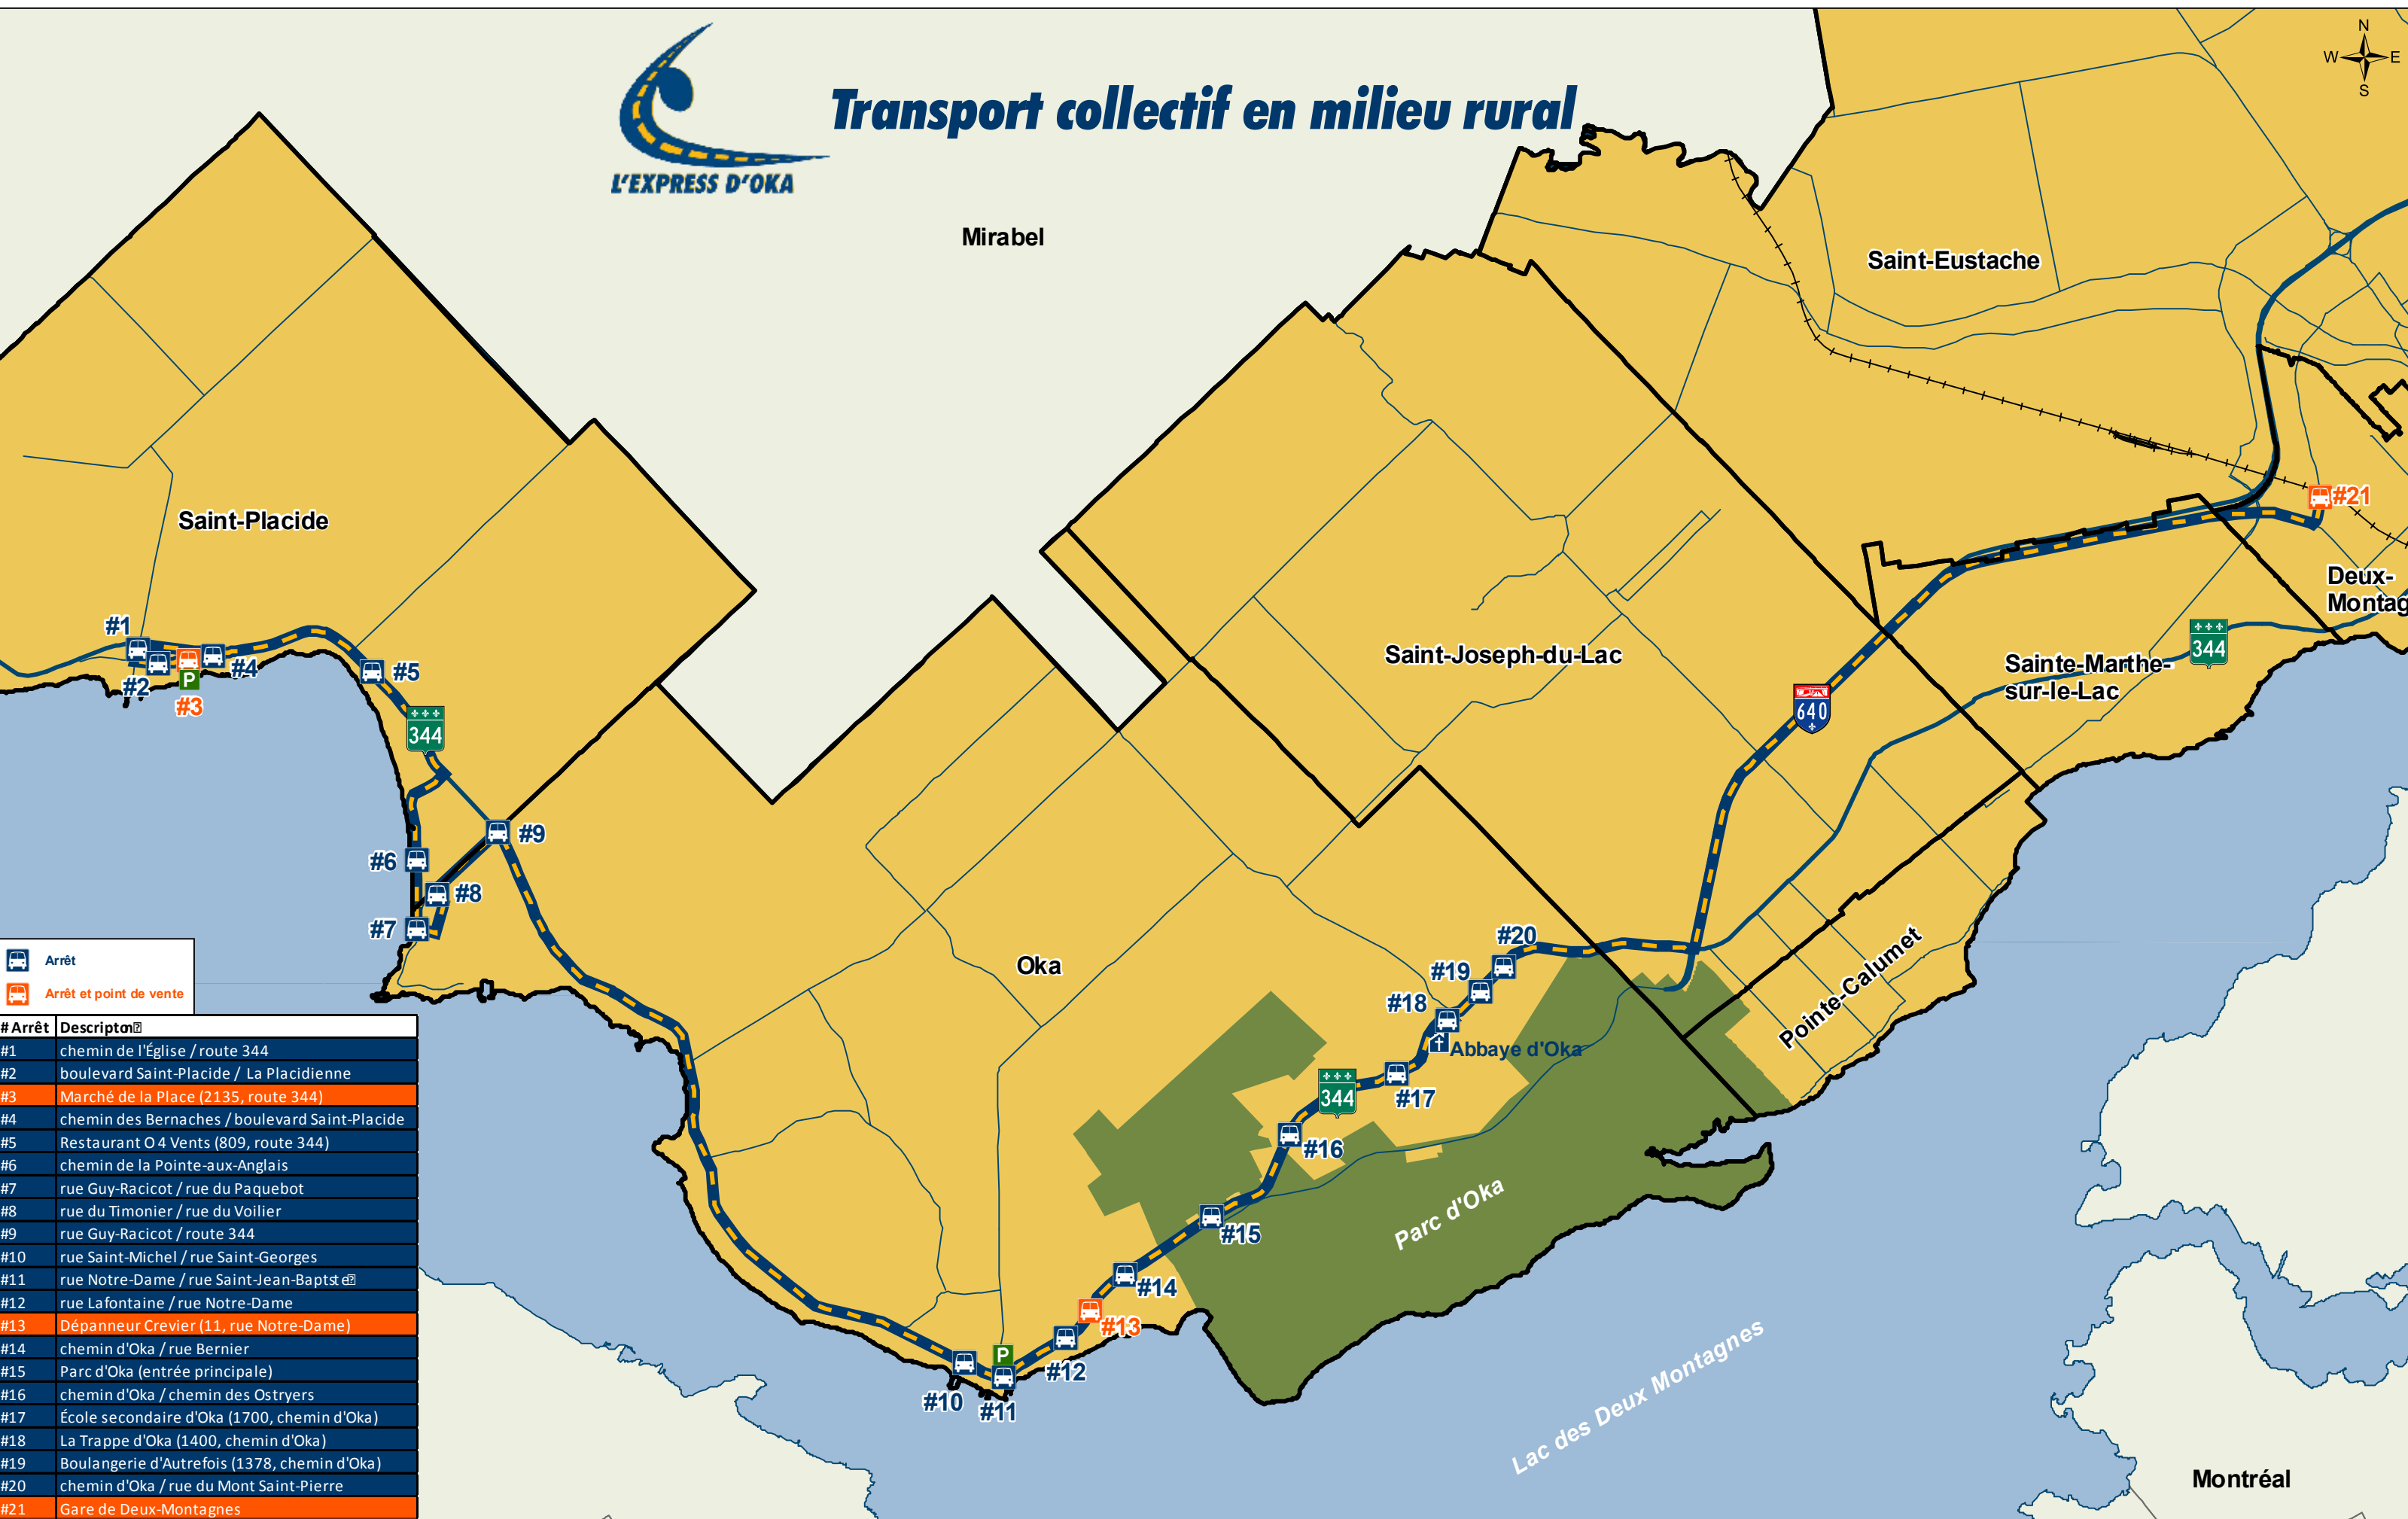 Transport collectif en milieu rural
L'EXPRESS D'OKA
N
W E
S
Mirabel
Saint-Eustache
Saint-Placide
#21
Deux-
Montag
#1
#2
#3
P
#4
#5
344
Saint-Joseph-du-Lac
Sainte-Marthe-
sur-le-Lac
344
640
#9
#6
#8
#7
Oka
#20
#19
#18
Abbaye d'Oka
Pointe-Calumet
344
#17
#16
Parc d'Oka
#15
#14
#13
#12
P
#10
#11
Lac des Deux Montagnes
Montréal
Arrêt
Arrêt et point de vente
# Arrêt Descripton
#1 chemin de l'Église / route 344
#2 boulevard Saint-Placide / La Placidienne
#3 Marché de la Place (2135, route 344)
#4 chemin des Bernaches / boulevard Saint-Placide
#5 Restaurant O 4 Vents (809, route 344)
#6 chemin de la Pointe-aux-Anglais
#7 rue Guy-Racicot / rue du Paquebot
#8 rue du Timonier / rue du Voilier
#9 rue Guy-Racicot / route 344
#10 rue Saint-Michel / rue Saint-Georges
#11 rue Notre-Dame / rue Saint-Jean-Baptste
#12 rue Lafontaine / rue Notre-Dame
#13 Dépanneur Crevier (11, rue Notre-Dame)
#14 chemin d'Oka / rue Bernier
#15 Parc d'Oka (entrée principale)
#16 chemin d'Oka / chemin des Ostryers
#17 École secondaire d'Oka (1700, chemin d'Oka)
#18 La Trappe d'Oka (1400, chemin d'Oka)
#19 Boulangerie d'Autrefois (1378, chemin d'Oka)
#20 chemin d'Oka / rue du Mont Saint-Pierre
#21 Gare de Deux-Montagnes